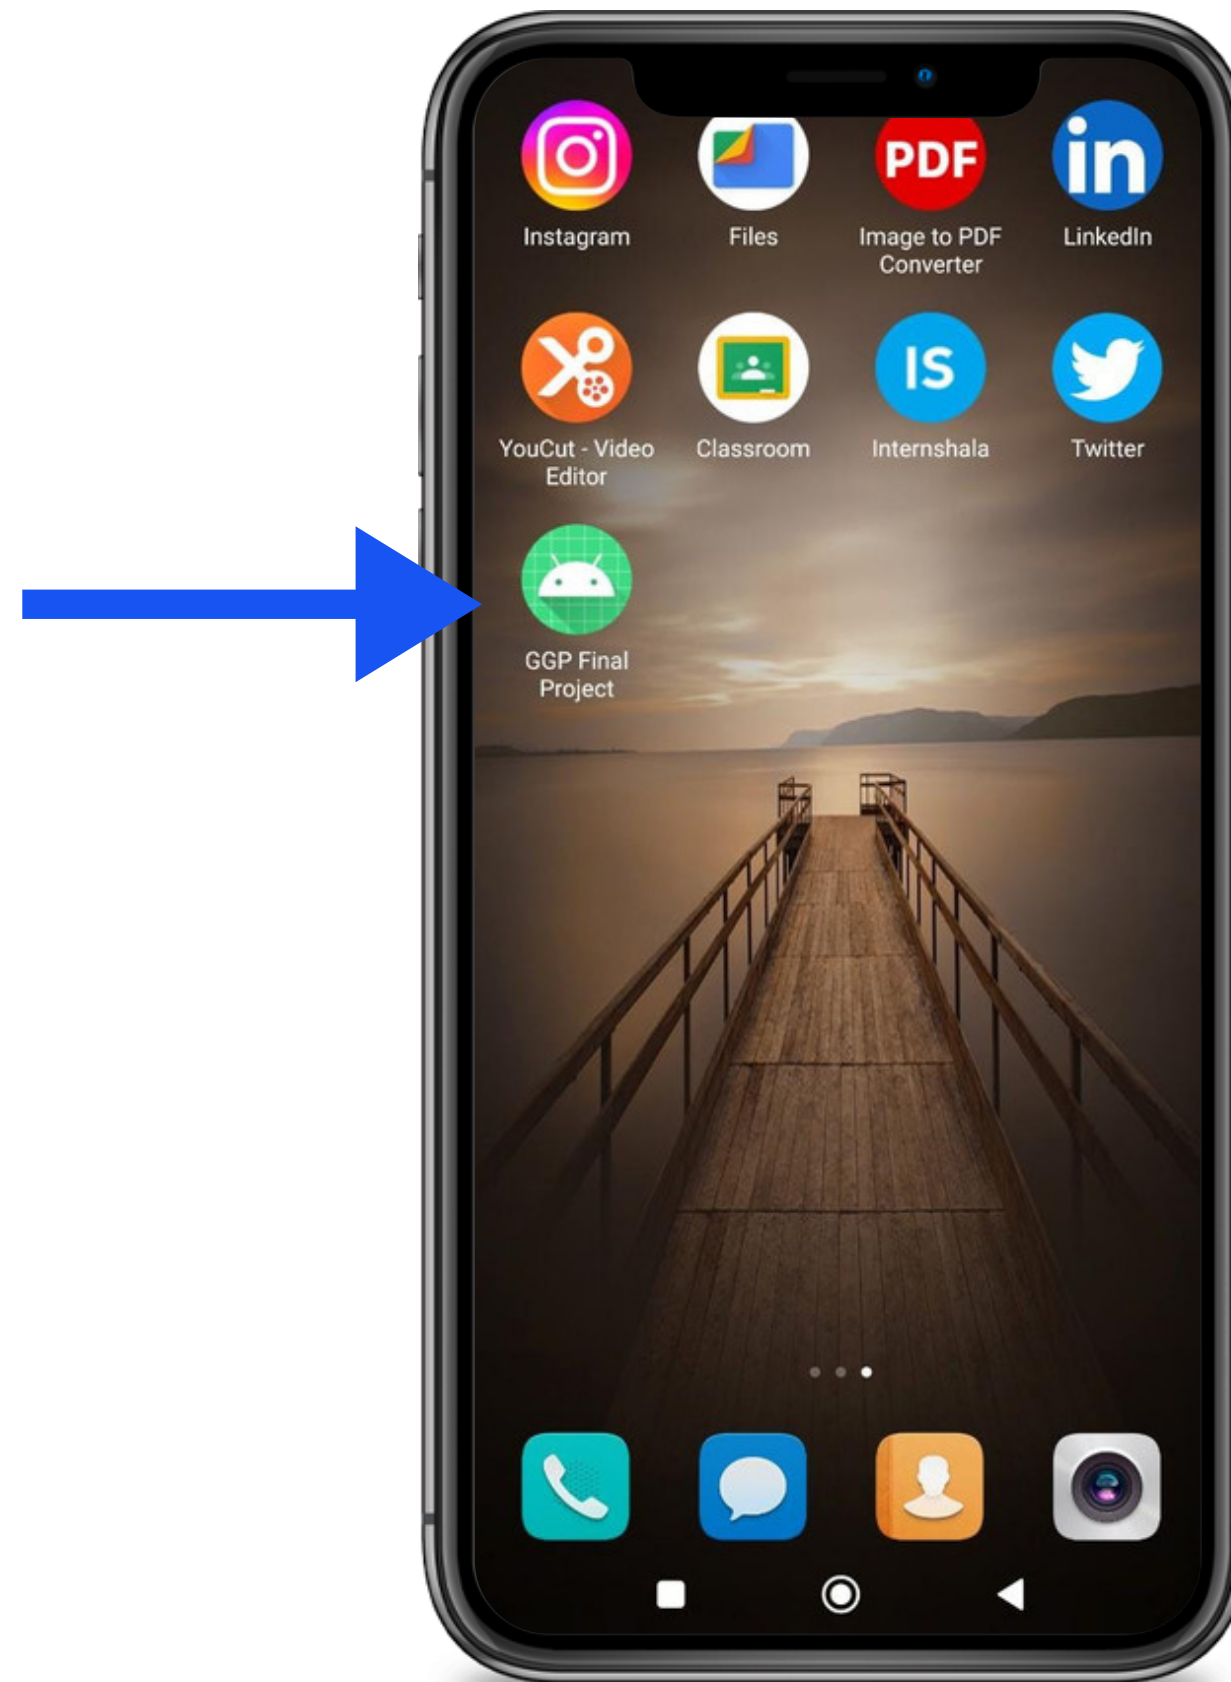 PDF
in
Instagram
Files
Image to PDF
Converter
LinkedIn
IS
YouCut - Video
Editor
Classroom
Internshala
Twitter
GGP Final
Project